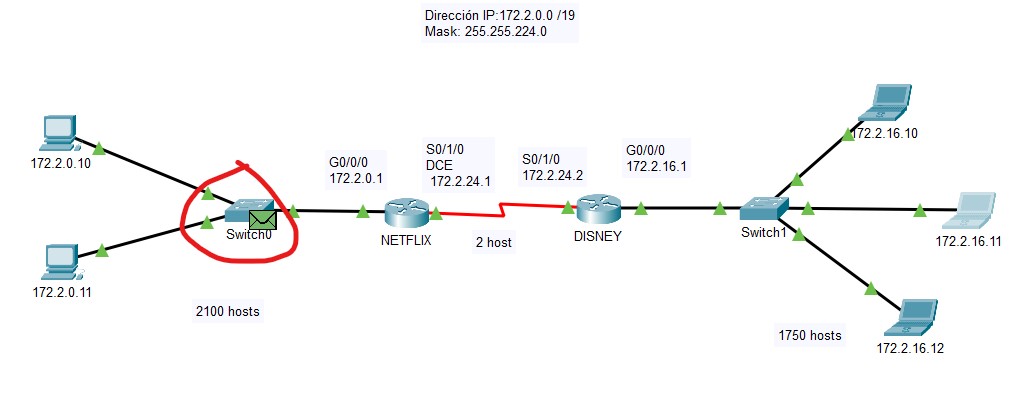 Dirección IP:172.2.0.0 /19
Mask: 255.255.224.0
172.2.0.10
172.2.0.11
Switch0
2100 hosts
G0/0/0
172.2.0.1
S0/1/0
DCE
172.2.24.1
NETFLIX
2 host
S0/1/0
172.2.24.2
DISNEY
G0/0/0
172.2.16.1
Switch1
172.2.16.10
172.2.16.11
1750 hosts
172.2.16.12